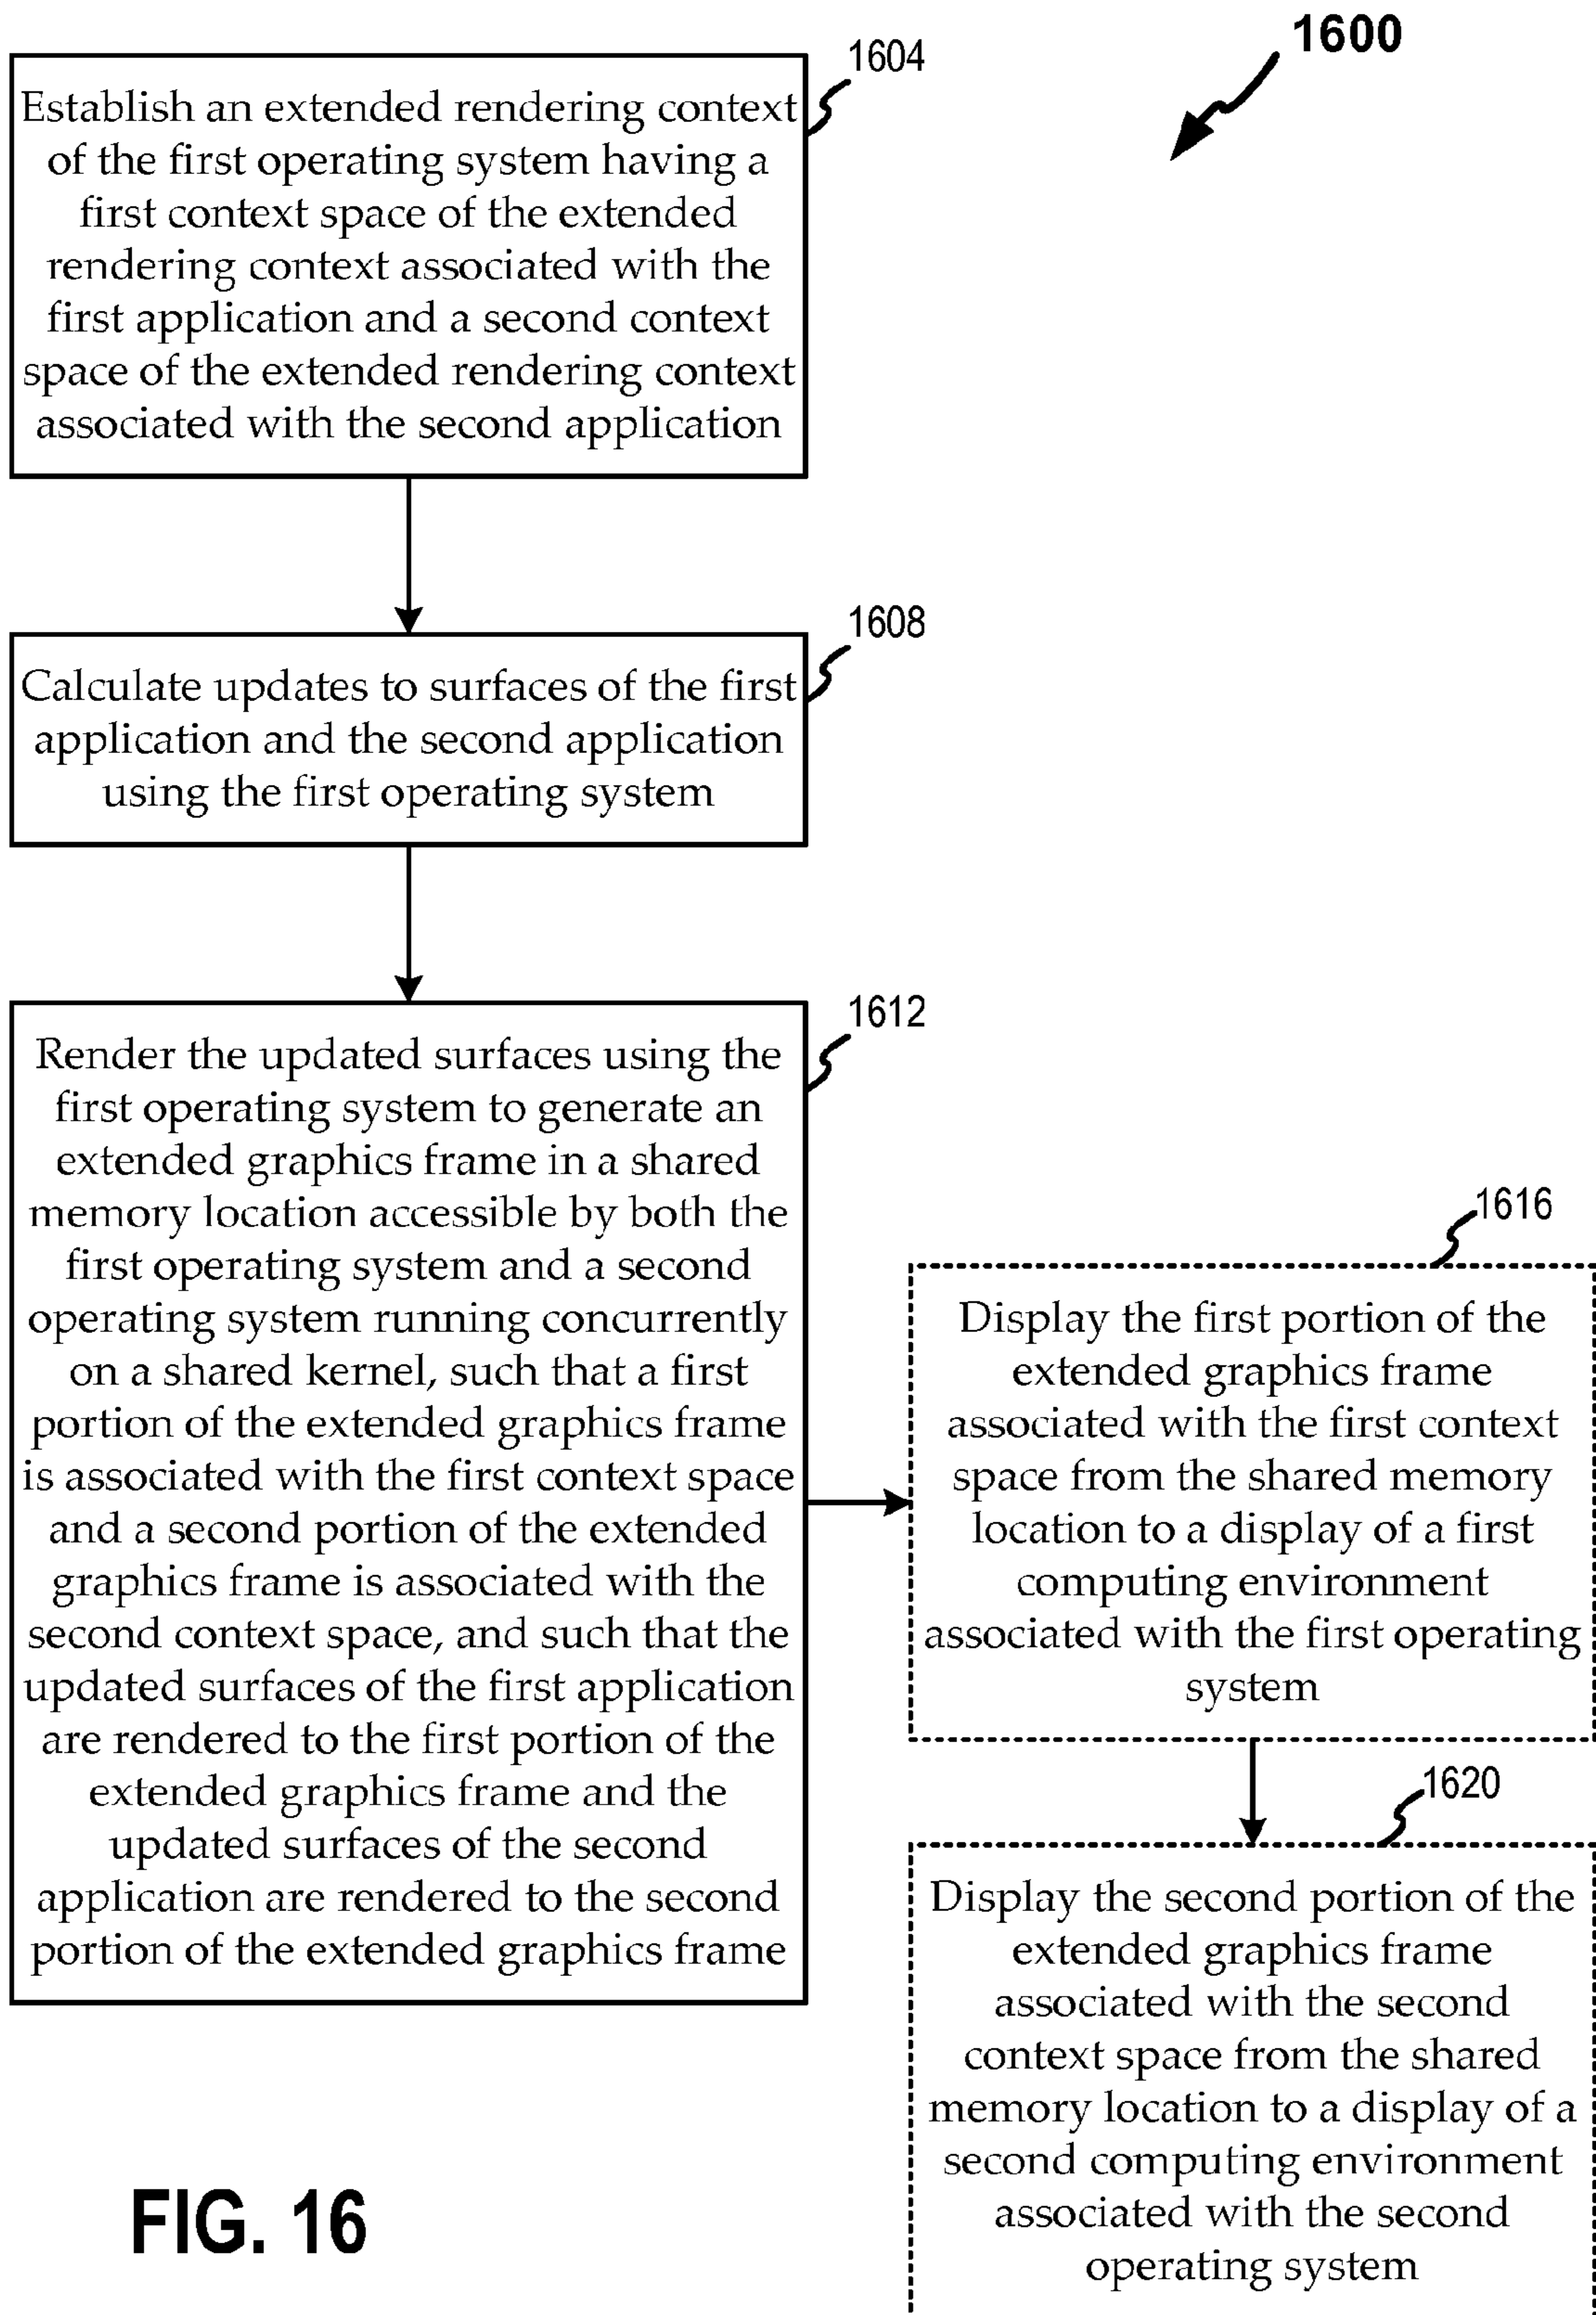 1600
1604
Establish an extended rendering context
of the first operating system having a
first context space of the extended
rendering context associated with the
first application and a second context
space of the extended rendering context
associated with the second application
1608
Calculate updates to surfaces of the first
application and the second application
using the first operating system
1612
Render the updated surfaces using the
first operating system to generate an
extended graphics frame in a shared
memory location accessible by both the
first operating system and a second
operating system running concurrently
on a shared kernel, such that a first
portion of the extended graphics frame
is associated with the first context space
and a second portion of the extended
graphics frame is associated with the
second context space, and such that the
updated surfaces of the first application
are rendered to the first portion of the
extended graphics frame and the
updated surfaces of the second
application are rendered to the second
portion of the extended graphics frame
1616
Display the first portion of the
extended graphics frame
associated with the first context
space from the shared memory
location to a display of a first
computing environment
associated with the first operating
system
1620
Display the second portion of the
extended graphics frame
associated with the second
context space from the shared
memory location to a display of a
second computing environment
associated with the second
operating system
FIG. 16